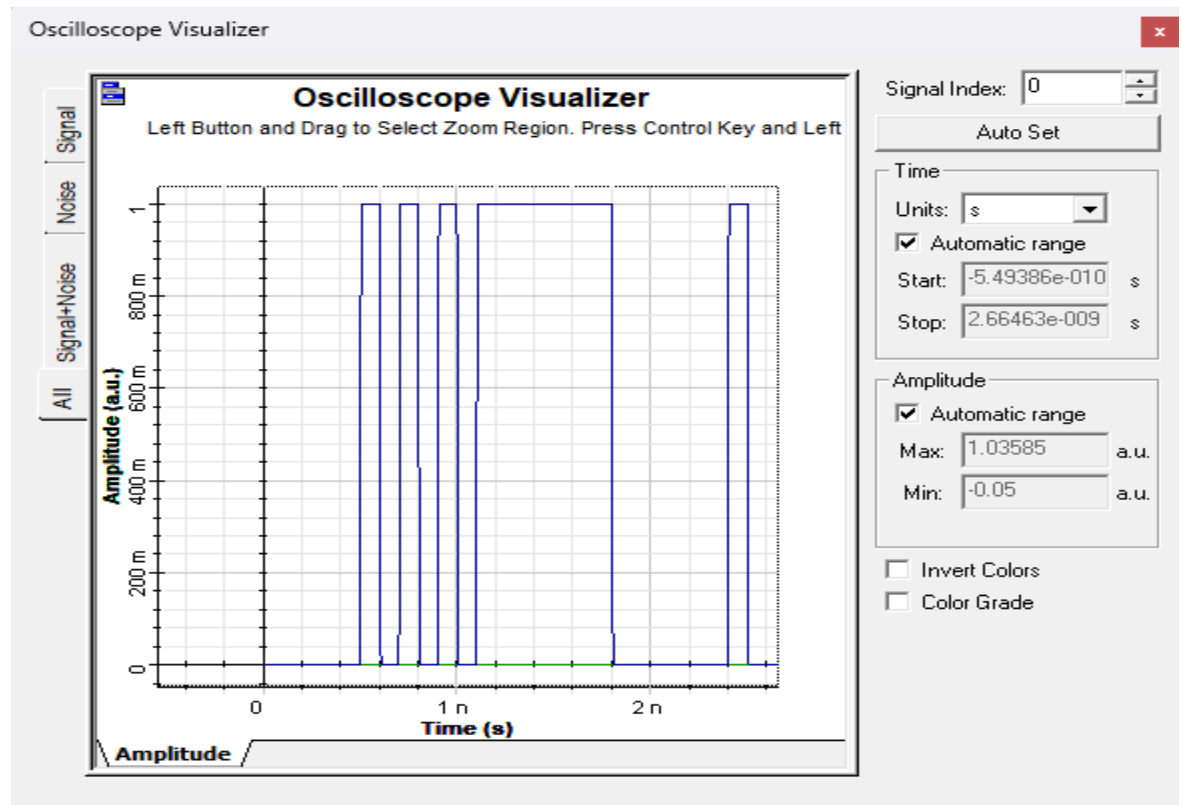 Oscilloscope Visualizer
x
Signal
Noise
Signal+Noise
All
Oscilloscope Visualizer
Left Button and Drag to Select Zoom Region. Press Control Key and Left
Amplitude (a.u.)
1
800 m
600 m
400 m
200 m
0
0 1 n 2 n
Time (s)
Amplitude
Signal Index: 0
Auto Set
Time
Units: s
Automatic range
Start: -5.49386e-010 s
Stop: 2.66463e-009 s
Amplitude
Automatic range
Max: 1.03585 a.u.
Min: -0.05 a.u.
Invert Colors
Color Grade